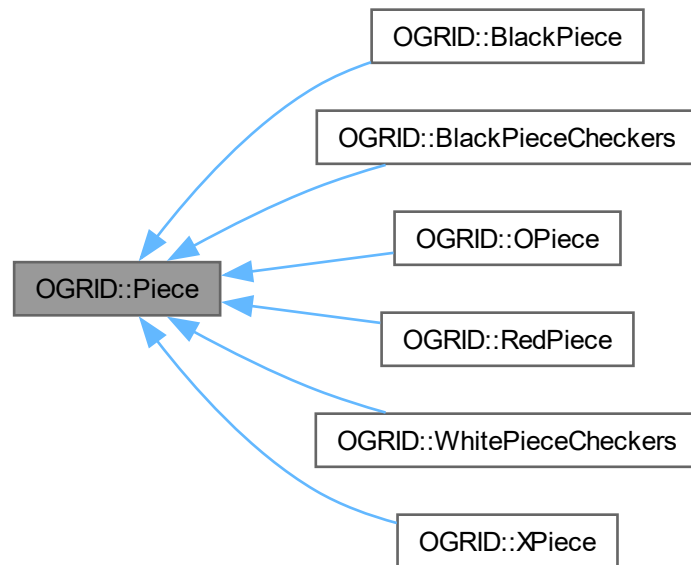 OGRID::BlackPiece
OGRID::BlackPieceCheckers
OGRID::OPiece
OGRID::Piece
OGRID::RedPiece
OGRID::WhitePieceCheckers
OGRID::XPiece